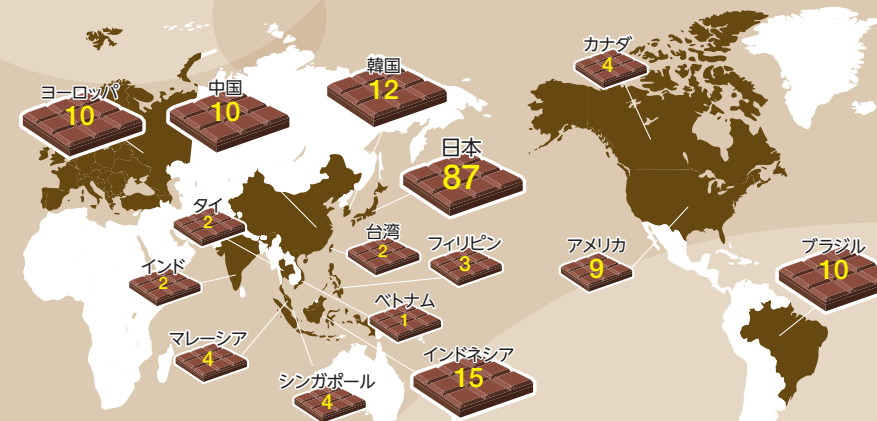 カナダ
4
韓国
12
中国
10
ヨーロッパ
10
日本
87
タイ
2
台湾
2
フィリピン
3
アメリカ
9
ブラジル
10
インド
2
ベトナム
1
マレーシア
4
インドネシア
15
シンガポール
4